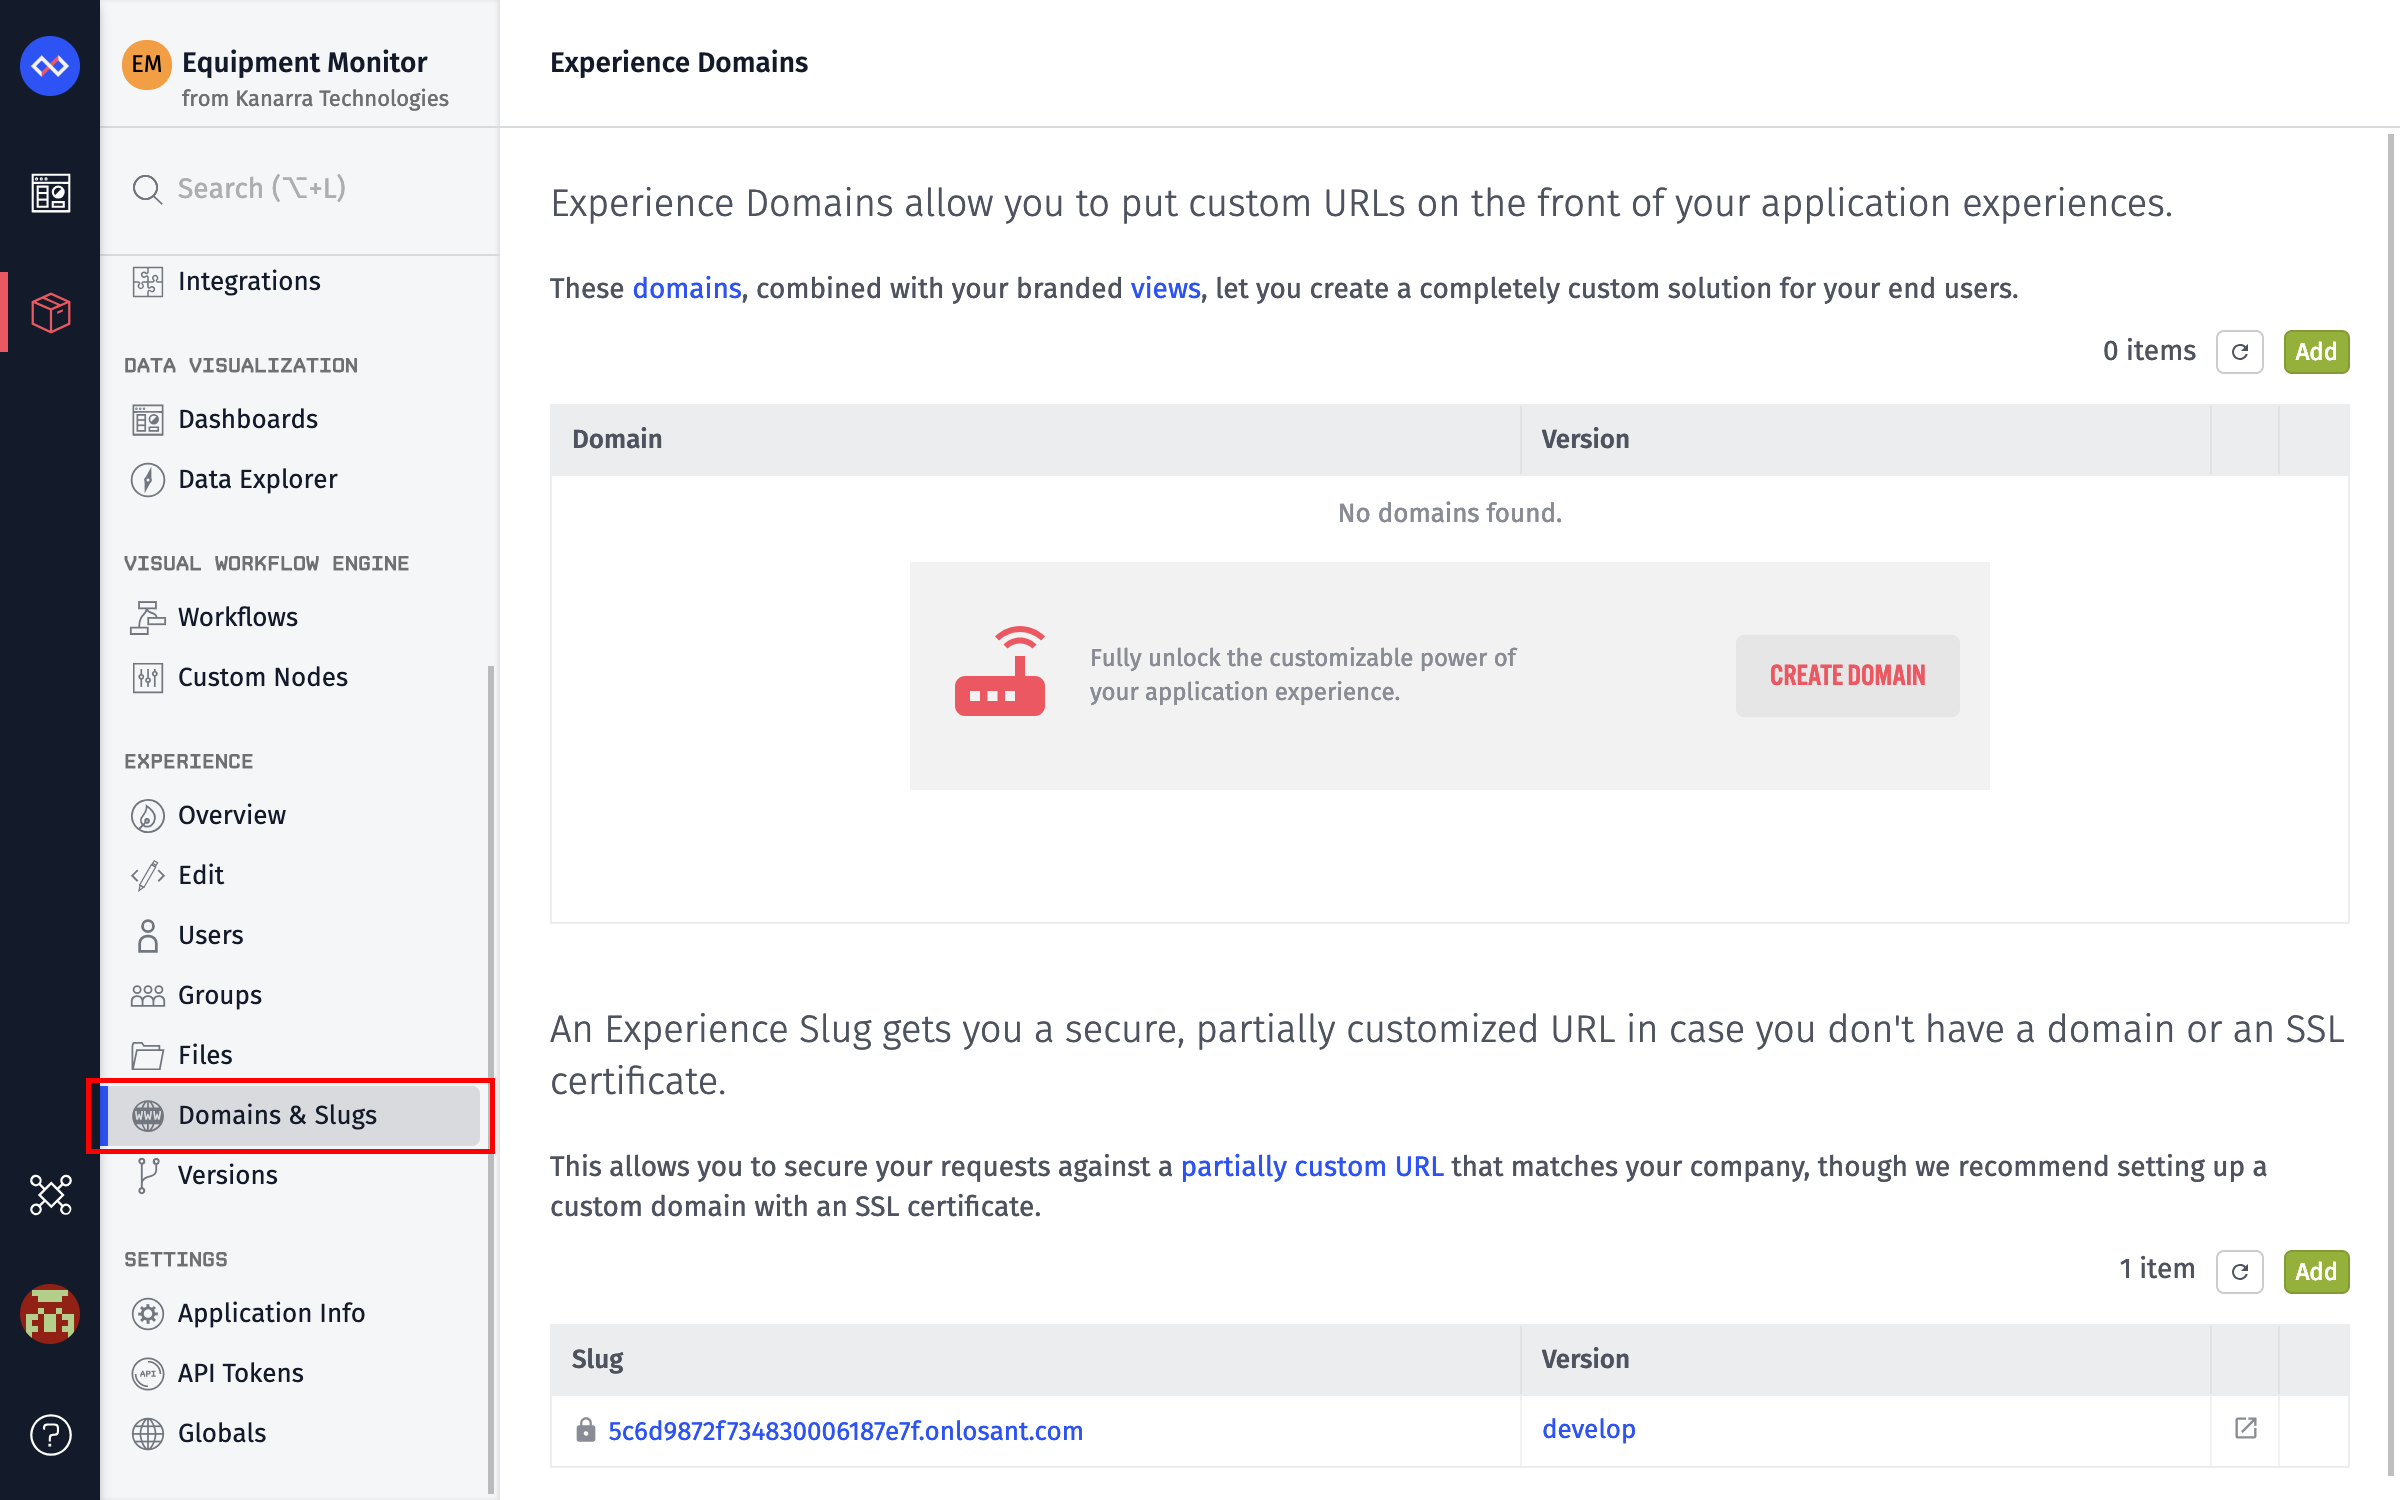 EM
Equipment Monitor
from Kanarra Technologies
Search (⌥+L)
Integrations
DATA VISUALIZATION
Dashboards
Data Explorer
VISUAL WORKFLOW ENGINE
Workflows
Custom Nodes
EXPERIENCE
Overview
Edit
Users
Groups
Files
WWW
Domains & Slugs
Versions
SETTINGS
Application Info
API
API Tokens
Globals
?
Experience Domains
Experience Domains allow you to put custom URLs on the front of your application experiences.
These domains, combined with your branded views, let you create a completely custom solution for your end users.
0 items
Add
Domain
Version
No domains found.
Fully unlock the customizable power of
your application experience.
CREATE DOMAIN
An Experience Slug gets you a secure, partially customized URL in case you don't have a domain or an SSL
certificate.
This allows you to secure your requests against a partially custom URL that matches your company, though we recommend setting up a
custom domain with an SSL certificate.
1 item
Add
Slug
Version
5c6d9872f734830006187e7f.onlosant.com
develop